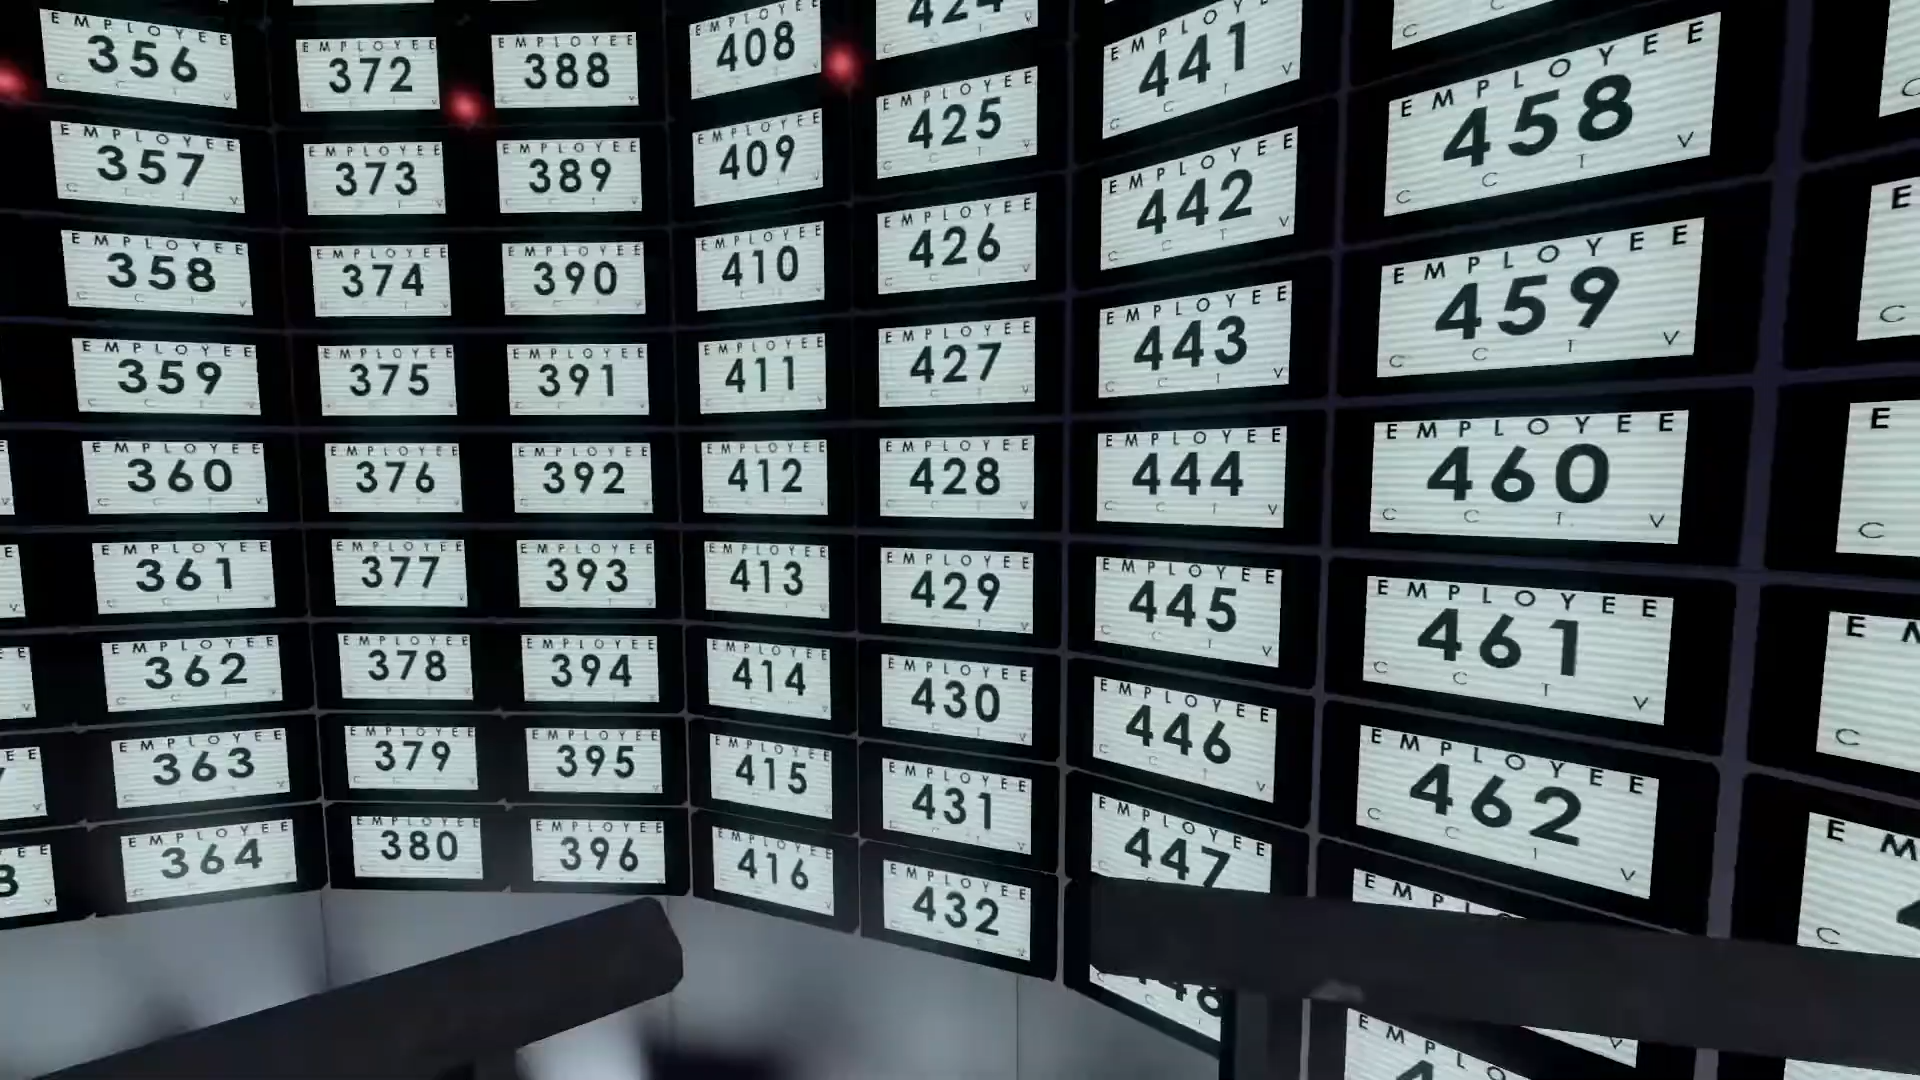 EMPLOYEE
356
C C T V
EMPLOYEE
357
C C T V
EMPLOYEE
358
C C T V
EMPLOYEE
359
C C T V
EMPLOYEE
360
C C T V
EMPLOYEE
361
C C T V
EMPLOYEE
362
C C T V
EMPLOYEE
363
C C T V
EMPLOYEE
364
C C T V
EMPLOYEE
372
EMPLOYEE
373
EMPLOYEE
374
EMPLOYEE
375
EMPLOYEE
376
EMPLOYEE
377
EMPLOYEE
378
EMPLOYEE
379
EMPLOYEE
380
EMPLOYEE
388
EMPLOYEE
389
EMPLOYEE
390
EMPLOYEE
391
EMPLOYEE
392
EMPLOYEE
393
EMPLOYEE
394
EMPLOYEE
395
EMPLOYEE
396
EMPLOYEE
408
EMPLOYEE
409
EMPLOYEE
410
EMPLOYEE
411
EMPLOYEE
412
EMPLOYEE
413
EMPLOYEE
414
EMPLOYEE
415
EMPLOYEE
416
424
EMPLOYEE
425
C C T V
EMPLOYEE
426
C C T V
EMPLOYEE
427
C C T V
EMPLOYEE
428
C C T V
EMPLOYEE
429
C C T V
EMPLOYEE
430
C C T V
EMPLOYEE
431
C C T V
EMPLOYEE
432
C C T V
EMPLOYEE
441
C C T V
EMPLOYEE
442
C C T V
EMPLOYEE
443
C C T V
EMPLOYEE
444
C C T V
EMPLOYEE
445
C C T V
EMPLOYEE
446
C C T V
EMPLOYEE
447
EMPLOYEE
458
C C T V
EMPLOYEE
459
C C T V
EMPLOYEE
460
C C T V
EMPLOYEE
461
C C T V
EMPLOYEE
462
C C T V